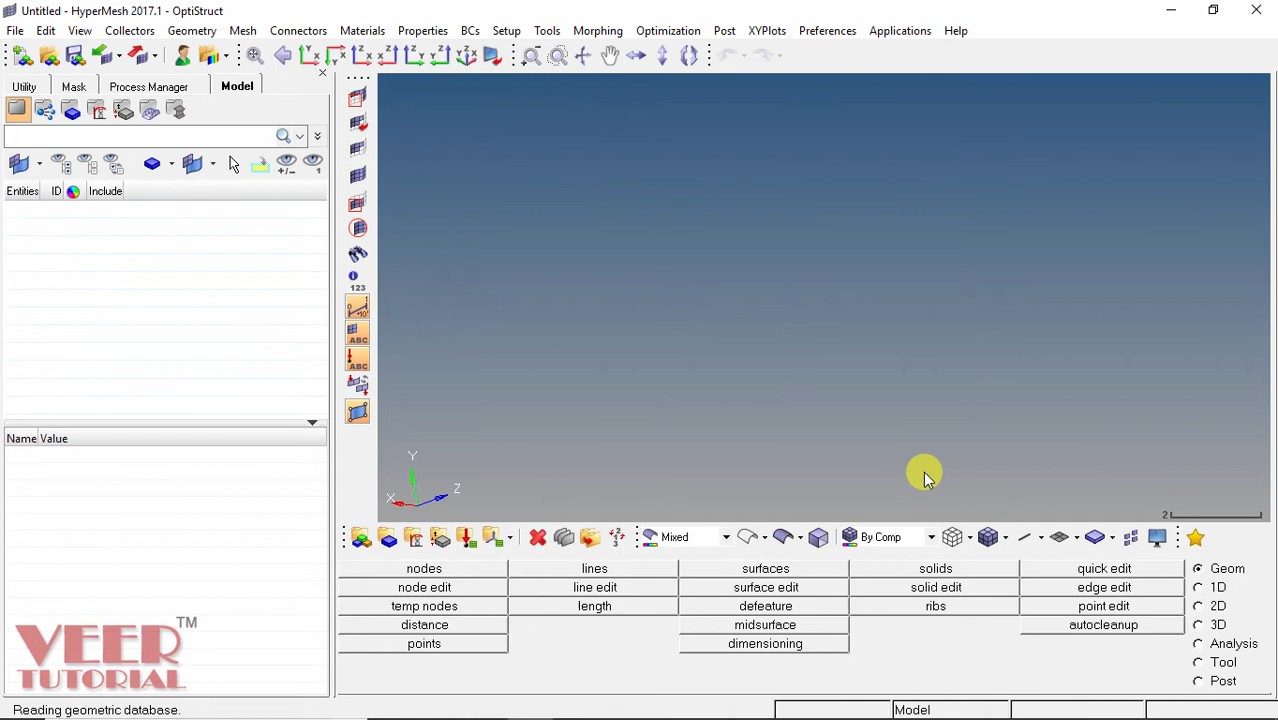 Untitled - HyperMesh 2017.1 - OptiStruct
File Edit View Collectors Geometry Mesh Connectors Materials Properties BCs Setup Tools Morphing Optimization Post XYPlots Preferences Applications Help
Utility Mask Process Manager Model
Entities ID Include
Name Value
123
ABC
ABC
Y
X
Z
2
Mixed
By Comp
nodes lines surfaces solids quick edit Geom
node edit line edit surface edit solid edit edge edit 1D
temp nodes length defeature ribs point edit 2D
distance midsurface autocleanup 3D
points dimensioning Analysis
Tool
Post
VEER TM
TUTORIAL
Reading geometric database.
Model